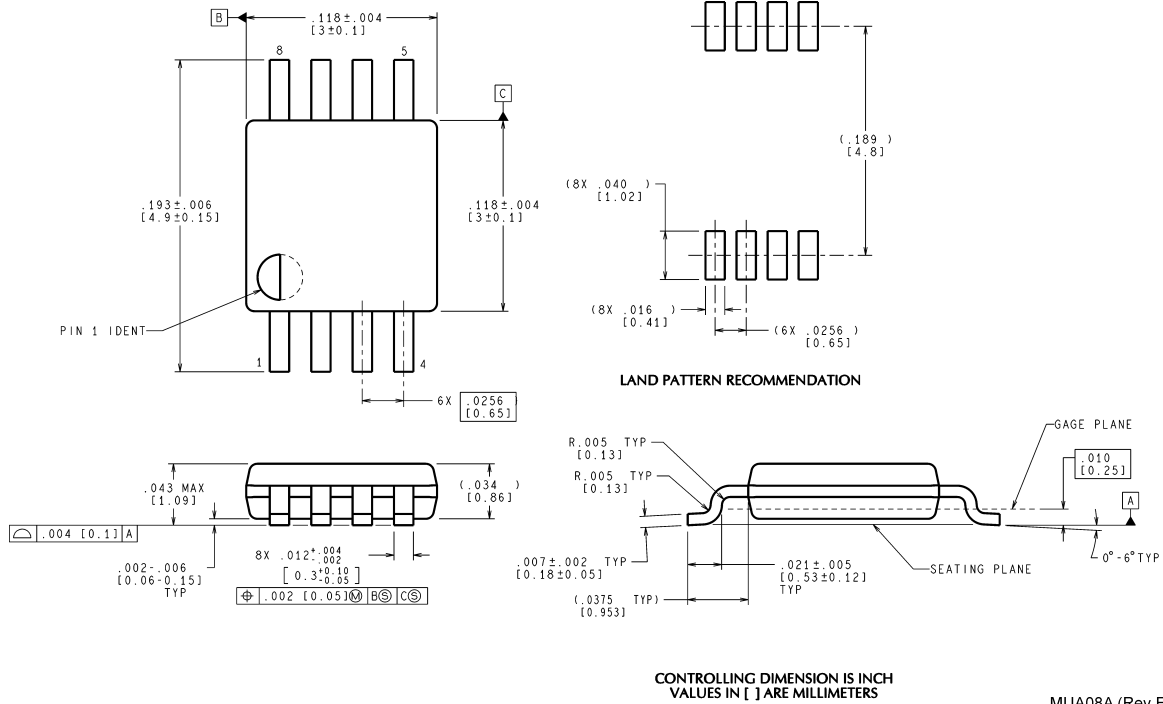 B
.118±.004
[3±0.1]
8
5
C
.193±.006
[4.9±0.15]
.118±.004
[3±0.1]
PIN 1 IDENT
1
4
6X .0256
[0.65]
(.189 )
[4.8]
(8X .040 )
[1.02]
(8X .016 )
[0.41]
(6X .0256 )
[0.65]
LAND PATTERN RECOMMENDATION
.043 MAX
[1.09]
(.034 )
[0.86]
.004 [0.1] A
.002-.006
[0.06-0.15]
TYP
8X .012+.004
-.002
[ 0.3+0.10 ]
-0.05
⌖ .002 [0.05]Ⓜ BⓈ CⓈ
R.005 TYP
[0.13]
R.005 TYP
[0.13]
GAGE PLANE
.010
[0.25]
A
0°-6°TYP
.007±.002 TYP
[0.18±0.05]
.021±.005
[0.53±0.12]
TYP
SEATING PLANE
(.0375 TYP)
[0.953]
CONTROLLING DIMENSION IS INCH
VALUES IN [ ] ARE MILLIMETERS
MUA08A (Rev